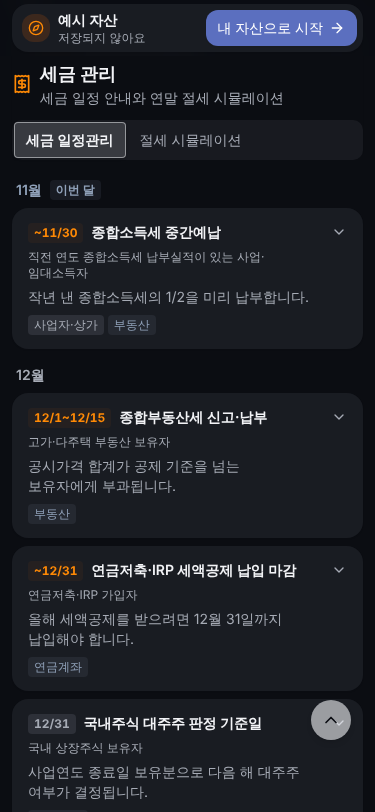 예시 자산
저장되지 않아요
내 자산으로 시작
세금 관리
세금 일정 안내와 연말 절세 시뮬레이션
세금 일정관리
절세 시뮬레이션
11월 이번 달
~11/30 종합소득세 중간예납
직전 연도 종합소득세 납부실적이 있는 사업·
임대소득자
작년 낸 종합소득세의 1/2을 미리 납부합니다.
사업자·상가 부동산
12월
12/1~12/15 종합부동산세 신고·납부
고가·다주택 부동산 보유자
공시가격 합계가 공제 기준을 넘는
보유자에게 부과됩니다.
부동산
~12/31 연금저축·IRP 세액공제 납입 마감
연금저축·IRP 가입자
올해 세액공제를 받으려면 12월 31일까지
납입해야 합니다.
연금계좌
12/31 국내주식 대주주 판정 기준일
국내 상장주식 보유자
사업연도 종료일 보유분으로 다음 해 대주주
여부가 결정됩니다.